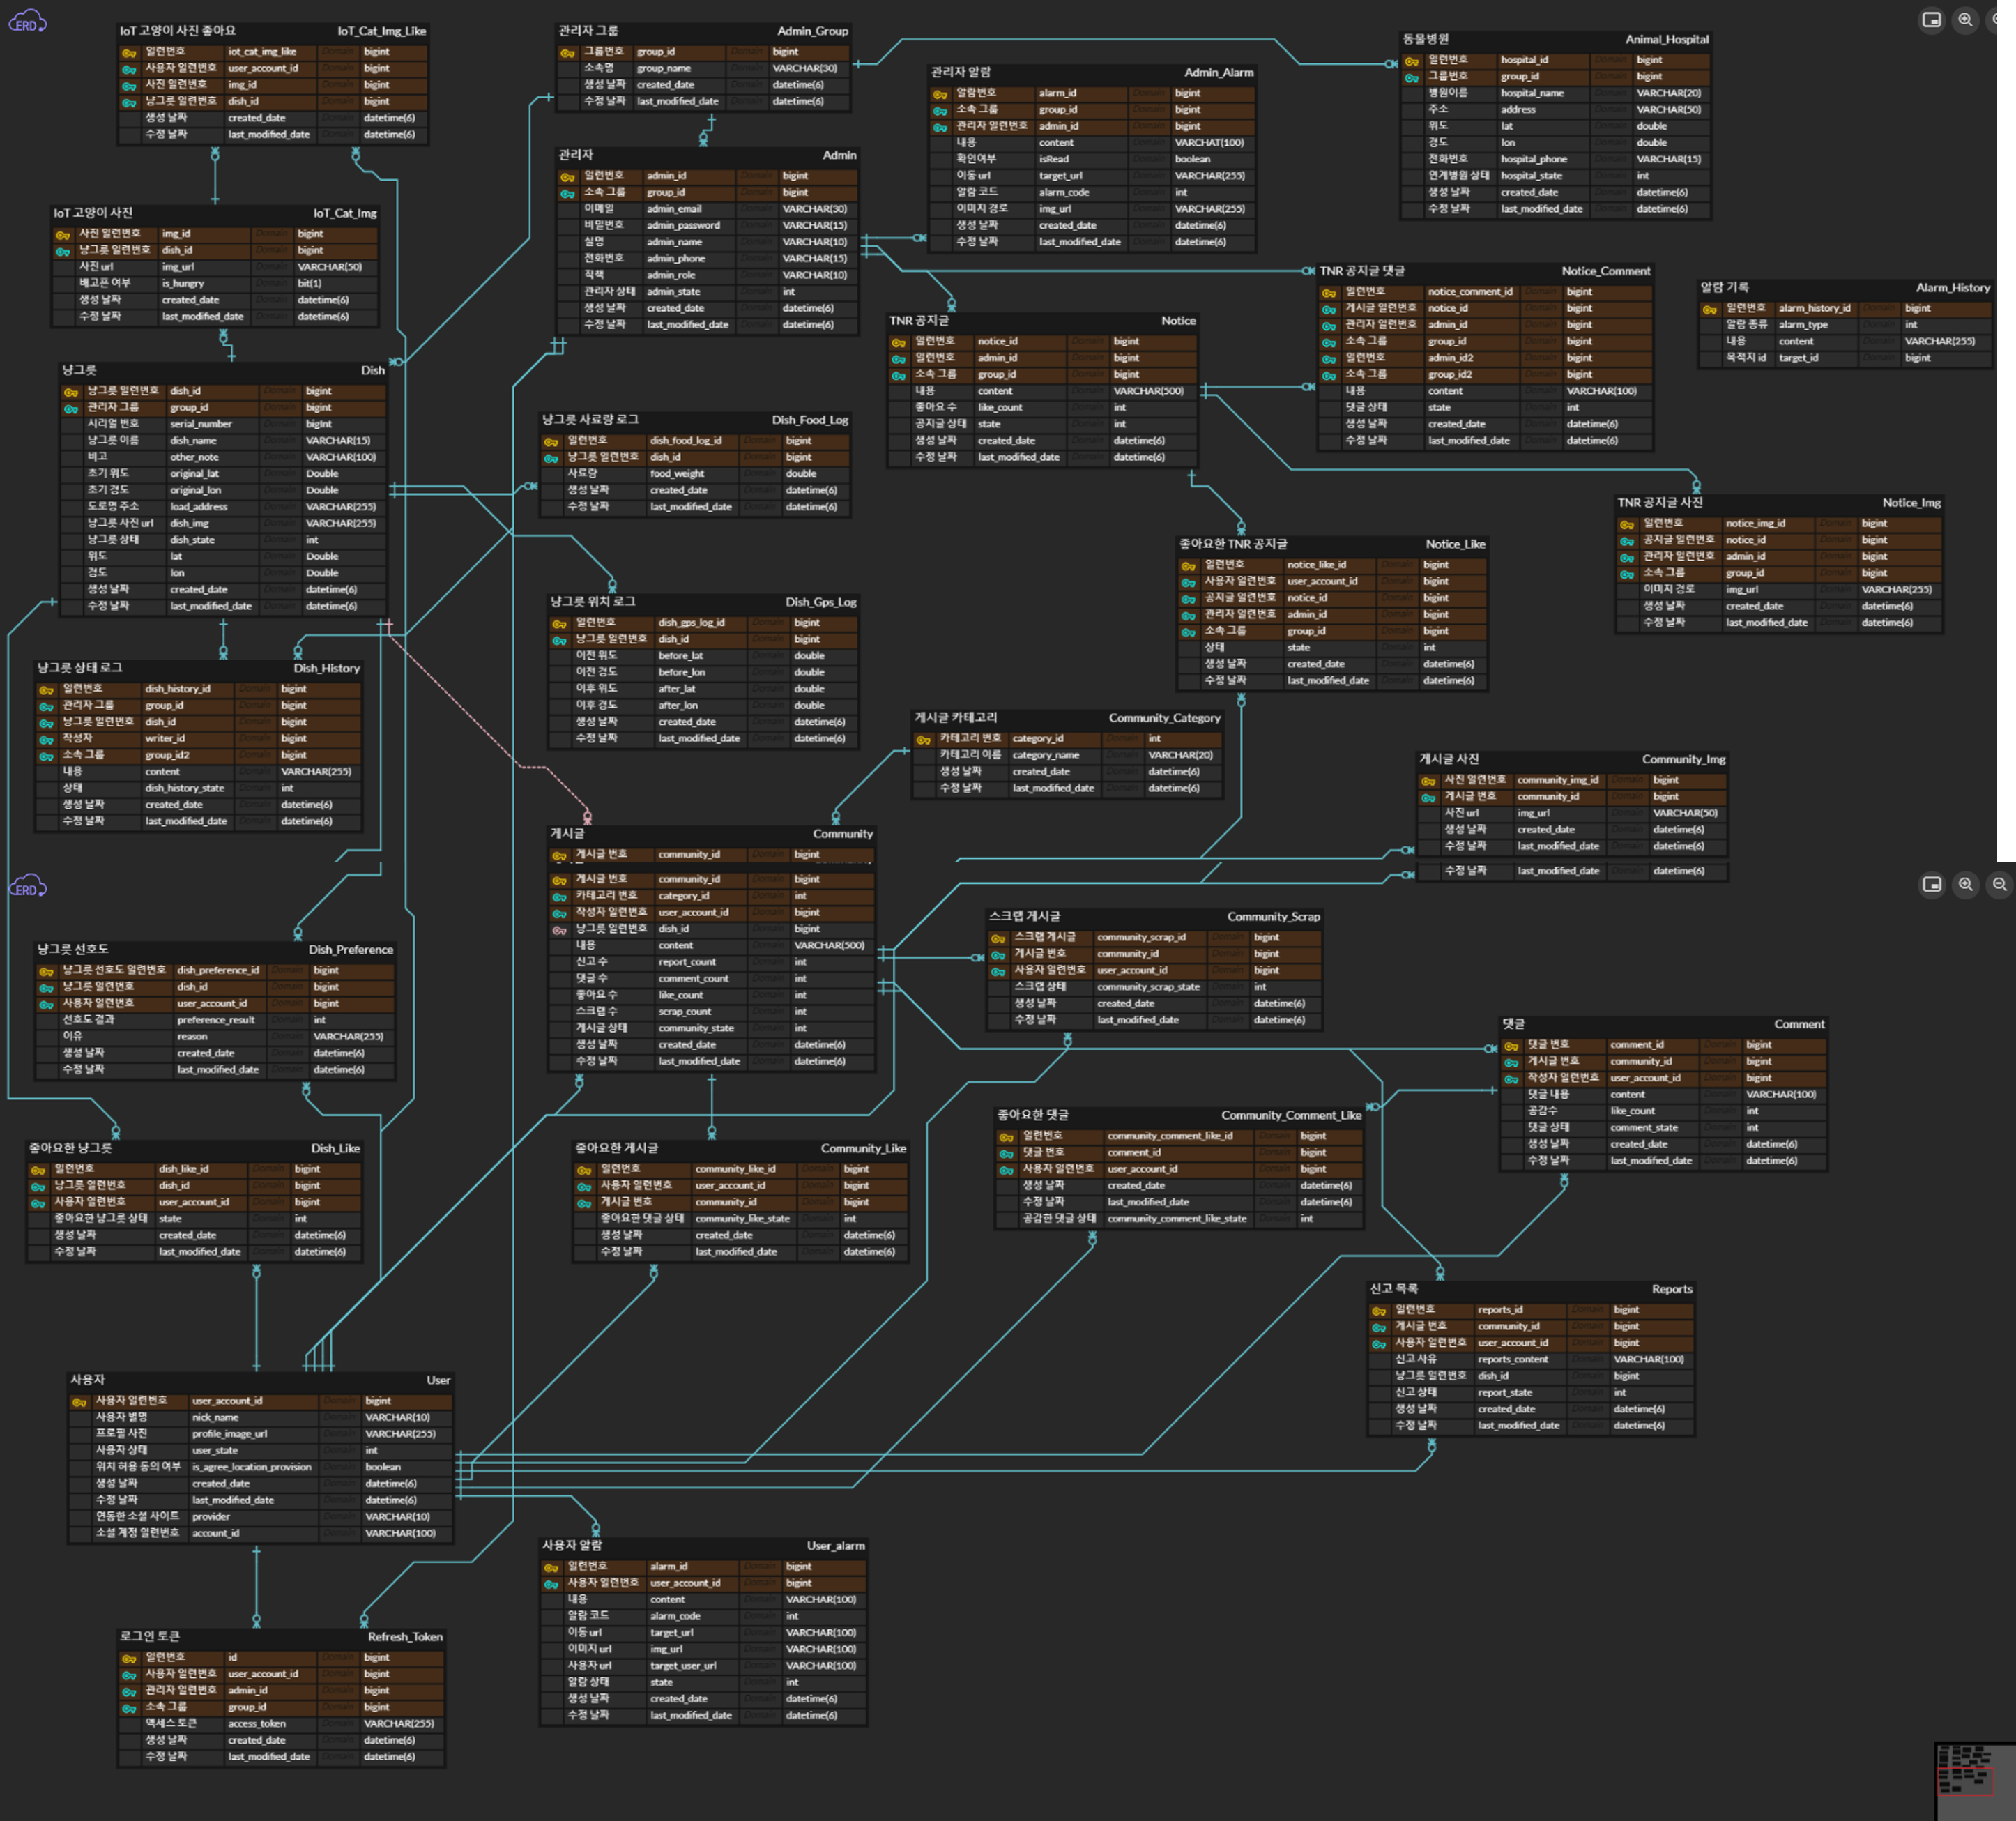 ERD
IoT 고양이 사진 좋아요 IoT_Cat_Img_Like
일련번호 iot_cat_img_like Domain bigint
사용자 일련번호 user_account_id Domain bigint
사진 일련번호 img_id Domain bigint
냥그릇 일련번호 dish_id Domain bigint
생성 날짜 created_date Domain datetime(6)
수정 날짜 last_modified_date Domain datetime(6)
관리자 그룹 Admin_Group
그룹번호 group_id Domain bigint
소속명 group_name Domain VARCHAR(30)
생성 날짜 created_date Domain datetime(6)
수정 날짜 last_modified_date Domain datetime(6)
관리자 알람 Admin_Alarm
알람번호 alarm_id Domain bigint
소속 그룹 group_id Domain bigint
관리자 일련번호 admin_id Domain bigint
내용 content Domain VARCHAT(100)
확인여부 isRead Domain boolean
이동 url target_url Domain VARCHAR(255)
알람 코드 alarm_code Domain int
이미지 경로 img_url Domain VARCHAR(255)
생성 날짜 created_date Domain datetime(6)
수정 날짜 last_modified_date Domain datetime(6)
동물병원 Animal_Hospital
일련번호 hospital_id Domain bigint
그룹번호 group_id Domain bigint
병원이름 hospital_name Domain VARCHAR(20)
주소 address Domain VARCHAR(50)
위도 lat Domain double
경도 lon Domain double
전화번호 hospital_phone Domain VARCHAR(15)
연계병원 상태 hospital_state Domain int
생성 날짜 created_date Domain datetime(6)
수정 날짜 last_modified_date Domain datetime(6)
관리자 Admin
일련번호 admin_id Domain bigint
소속 그룹 group_id Domain bigint
이메일 admin_email Domain VARCHAR(30)
비밀번호 admin_password Domain VARCHAR(15)
실명 admin_name Domain VARCHAR(10)
전화번호 admin_phone Domain VARCHAR(15)
직책 admin_role Domain VARCHAR(10)
관리자 상태 admin_state Domain int
생성 날짜 created_date Domain datetime(6)
수정 날짜 last_modified_date Domain datetime(6)
IoT 고양이 사진 IoT_Cat_Img
사진 일련번호 img_id Domain bigint
냥그릇 일련번호 dish_id Domain bigint
사진 url img_url Domain VARCHAR(50)
배고픈 여부 is_hungry Domain bit(1)
생성 날짜 created_date Domain datetime(6)
수정 날짜 last_modified_date Domain datetime(6)
TNR 공지글 댓글 Notice_Comment
일련번호 notice_comment_id Domain bigint
게시글 일련번호 notice_id Domain bigint
관리자 일련번호 admin_id Domain bigint
소속 그룹 group_id Domain bigint
일련번호 admin_id2 Domain bigint
소속 그룹 group_id2 Domain bigint
내용 content Domain VARCHAR(100)
댓글 상태 state Domain int
생성 날짜 created_date Domain datetime(6)
수정 날짜 last_modified_date Domain datetime(6)
알람 기록 Alarm_History
일련번호 alarm_history_id Domain bigint
알람 종류 alarm_type Domain int
내용 content Domain VARCHAR(255)
목적지 id target_id Domain bigint
TNR 공지글 Notice
일련번호 notice_id Domain bigint
일련번호 admin_id Domain bigint
소속 그룹 group_id Domain bigint
내용 content Domain VARCHAR(500)
좋아요 수 like_count Domain int
공지글 상태 state Domain int
생성 날짜 created_date Domain datetime(6)
수정 날짜 last_modified_date Domain datetime(6)
냥그릇 Dish
냥그릇 일련번호 dish_id Domain bigint
관리자 그룹 group_id Domain bigint
시리얼 번호 serial_number Domain bigInt
냥그릇 이름 dish_name Domain VARCHAR(15)
비고 other_note Domain VARCHAR(100)
초기 위도 original_lat Domain Double
초기 경도 original_lon Domain Double
도로명 주소 load_address Domain VARCHAR(255)
냥그릇 사진 url dish_img Domain VARCHAR(255)
냥그릇 상태 dish_state Domain int
위도 lat Domain Double
경도 lon Domain Double
생성 날짜 created_date Domain datetime(6)
수정 날짜 last_modified_date Domain datetime(6)
냥그릇 사료량 로그 Dish_Food_Log
일련번호 dish_food_log_id Domain bigint
냥그릇 일련번호 dish_id Domain bigint
사료량 food_weight Domain double
생성 날짜 created_date Domain datetime(6)
수정 날짜 last_modified_date Domain datetime(6)
TNR 공지글 사진 Notice_Img
일련번호 notice_img_id Domain bigint
공지글 일련번호 notice_id Domain bigint
관리자 일련번호 admin_id Domain bigint
소속 그룹 group_id Domain bigint
이미지 경로 img_url Domain VARCHAR(255)
생성 날짜 created_date Domain datetime(6)
수정 날짜 last_modified_date Domain datetime(6)
좋아요한 TNR 공지글 Notice_Like
일련번호 notice_like_id Domain bigint
사용자 일련번호 user_account_id Domain bigint
공지글 일련번호 notice_id Domain bigint
관리자 일련번호 admin_id Domain bigint
소속 그룹 group_id Domain bigint
상태 state Domain int
생성 날짜 created_date Domain datetime(6)
수정 날짜 last_modified_date Domain datetime(6)
냥그릇 위치 로그 Dish_Gps_Log
일련번호 dish_gps_log_id Domain bigint
냥그릇 일련번호 dish_id Domain bigint
이전 위도 before_lat Domain double
이전 경도 before_lon Domain double
이후 위도 after_lat Domain double
이후 경도 after_lon Domain double
생성 날짜 created_date Domain datetime(6)
수정 날짜 last_modified_date Domain datetime(6)
냥그릇 상태 로그 Dish_History
일련번호 dish_history_id Domain bigint
관리자 그룹 group_id Domain bigint
냥그릇 일련번호 dish_id Domain bigint
작성자 writer_id Domain bigint
소속 그룹 group_id2 Domain bigint
내용 content Domain VARCHAR(255)
상태 dish_history_state Domain int
생성 날짜 created_date Domain datetime(6)
수정 날짜 last_modified_date Domain datetime(6)
게시글 카테고리 Community_Category
카테고리 번호 category_id Domain int
카테고리 이름 category_name Domain VARCHAR(20)
생성 날짜 created_date Domain datetime(6)
수정 날짜 last_modified_date Domain datetime(6)
게시글 사진 Community_Img
사진 일련번호 community_img_id Domain bigint
게시글 번호 community_id Domain bigint
사진 url img_url Domain VARCHAR(50)
생성 날짜 created_date Domain datetime(6)
수정 날짜 last_modified_date Domain datetime(6)
수정 날짜 last_modified_date Domain datetime(6)
게시글 Community
게시글 번호 community_id Domain bigint
ERD
게시글 번호 community_id Domain bigint
카테고리 번호 category_id Domain int
작성자 일련번호 user_account_id Domain bigint
냥그릇 일련번호 dish_id Domain bigint
내용 content Domain VARCHAR(500)
신고 수 report_count Domain int
댓글 수 comment_count Domain int
좋아요 수 like_count Domain int
스크랩 수 scrap_count Domain int
게시글 상태 community_state Domain int
생성 날짜 created_date Domain datetime(6)
수정 날짜 last_modified_date Domain datetime(6)
스크랩 게시글 Community_Scrap
스크랩 게시글 community_scrap_id Domain bigint
게시글 번호 community_id Domain bigint
사용자 일련번호 user_account_id Domain bigint
스크랩 상태 community_scrap_state Domain int
생성 날짜 created_date Domain datetime(6)
수정 날짜 last_modified_date Domain datetime(6)
냥그릇 선호도 Dish_Preference
냥그릇 선호도 일련번호 dish_preference_id Domain bigint
냥그릇 일련번호 dish_id Domain bigint
사용자 일련번호 user_account_id Domain bigint
선호도 결과 preference_result Domain int
이유 reason Domain VARCHAR(255)
생성 날짜 created_date Domain datetime(6)
수정 날짜 last_modified_date Domain datetime(6)
댓글 Comment
댓글 번호 comment_id Domain bigint
게시글 번호 community_id Domain bigint
작성자 일련번호 user_account_id Domain bigint
댓글 내용 content Domain VARCHAR(100)
공감수 like_count Domain int
댓글 상태 comment_state Domain int
생성 날짜 created_date Domain datetime(6)
수정 날짜 last_modified_date Domain datetime(6)
좋아요한 댓글 Community_Comment_Like
일련번호 community_comment_like_id Domain bigint
댓글 번호 comment_id Domain bigint
사용자 일련번호 user_account_id Domain bigint
생성 날짜 created_date Domain datetime(6)
수정 날짜 last_modified_date Domain datetime(6)
공감한 댓글 상태 community_comment_like_state Domain int
좋아요한 냥그릇 Dish_Like
일련번호 dish_like_id Domain bigint
냥그릇 일련번호 dish_id Domain bigint
사용자 일련번호 user_account_id Domain bigint
좋아요한 냥그릇 상태 state Domain int
생성 날짜 created_date Domain datetime(6)
수정 날짜 last_modified_date Domain datetime(6)
좋아요한 게시글 Community_Like
일련번호 community_like_id Domain bigint
사용자 일련번호 user_account_id Domain bigint
게시글 번호 community_id Domain bigint
좋아요한 댓글 상태 community_like_state Domain int
생성 날짜 created_date Domain datetime(6)
수정 날짜 last_modified_date Domain datetime(6)
신고 목록 Reports
일련번호 reports_id Domain bigint
게시글 번호 community_id Domain bigint
사용자 일련번호 user_account_id Domain bigint
신고 사유 reports_content Domain VARCHAR(100)
냥그릇 일련번호 dish_id Domain bigint
신고 상태 report_state Domain int
생성 날짜 created_date Domain datetime(6)
수정 날짜 last_modified_date Domain datetime(6)
사용자 User
사용자 일련번호 user_account_id Domain bigint
사용자 별명 nick_name Domain VARCHAR(10)
프로필 사진 profile_image_url Domain VARCHAR(255)
사용자 상태 user_state Domain int
위치 허용 동의 여부 is_agree_location_provision Domain boolean
생성 날짜 created_date Domain datetime(6)
수정 날짜 last_modified_date Domain datetime(6)
연동한 소셜 사이트 provider Domain VARCHAR(10)
소셜 계정 일련번호 account_id Domain VARCHAR(100)
사용자 알람 User_alarm
일련번호 alarm_id Domain bigint
사용자 일련번호 user_account_id Domain bigint
내용 content Domain VARCHAR(100)
알람 코드 alarm_code Domain int
이동 url target_url Domain VARCHAR(100)
이미지 url img_url Domain VARCHAR(100)
사용자 url target_user_url Domain VARCHAR(100)
알람 상태 state Domain int
생성 날짜 created_date Domain datetime(6)
수정 날짜 last_modified_date Domain datetime(6)
로그인 토큰 Refresh_Token
일련번호 id Domain bigint
사용자 일련번호 user_account_id Domain bigint
관리자 일련번호 admin_id Domain bigint
소속 그룹 group_id Domain bigint
액세스 토큰 access_token Domain VARCHAR(255)
생성 날짜 created_date Domain datetime(6)
수정 날짜 last_modified_date Domain datetime(6)